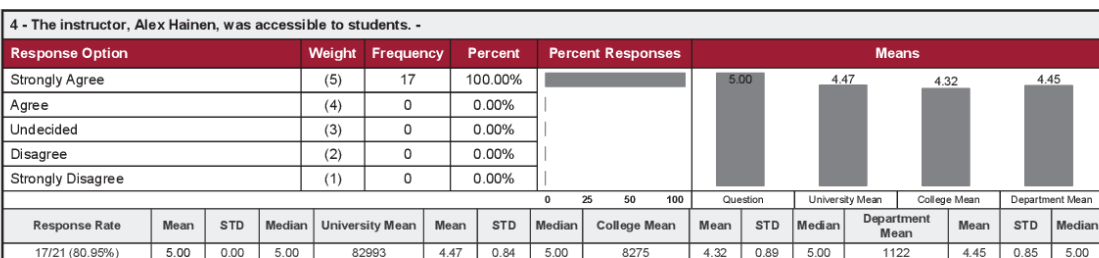 4 - The instructor, Alex Hainen, was accessible to students. -
Response Option Weight Frequency Percent Percent Responses Means
Strongly Agree (5) 17 100.00%
Agree (4) 0 0.00%
Undecided (3) 0 0.00%
Disagree (2) 0 0.00%
Strongly Disagree (1) 0 0.00%
5.00 4.47 4.32 4.45
0 25 50 100 Question University Mean College Mean Department Mean
Response Rate Mean STD Median University Mean Mean STD Median College Mean Mean STD Median Department Mean Mean STD Median
17/21 (80.95%) 5.00 0.00 5.00 82993 4.47 0.84 5.00 8275 4.32 0.89 5.00 1122 4.45 0.85 5.00